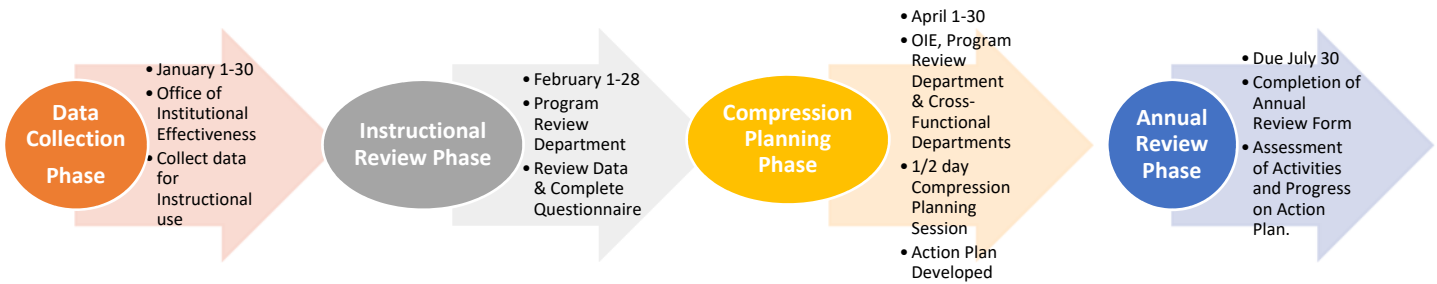 Data
Collection
Phase
• January 1-30
• Office of
Institutional
Effectiveness
• Collect data
for
Instructional
use
Instructional
Review Phase
• February 1-28
• Program
Review
Department
• Review Data
& Complete
Questionnaire
Compression
Planning
Phase
• April 1-30
• OIE, Program
Review
Department
& Cross-
Functional
Departments
• 1/2 day
Compression
Planning
Session
• Action Plan
Developed
Annual
Review
Phase
• Due July 30
• Completion of
Annual
Review Form
• Assessment
of Activities
and Progress
on Action
Plan.